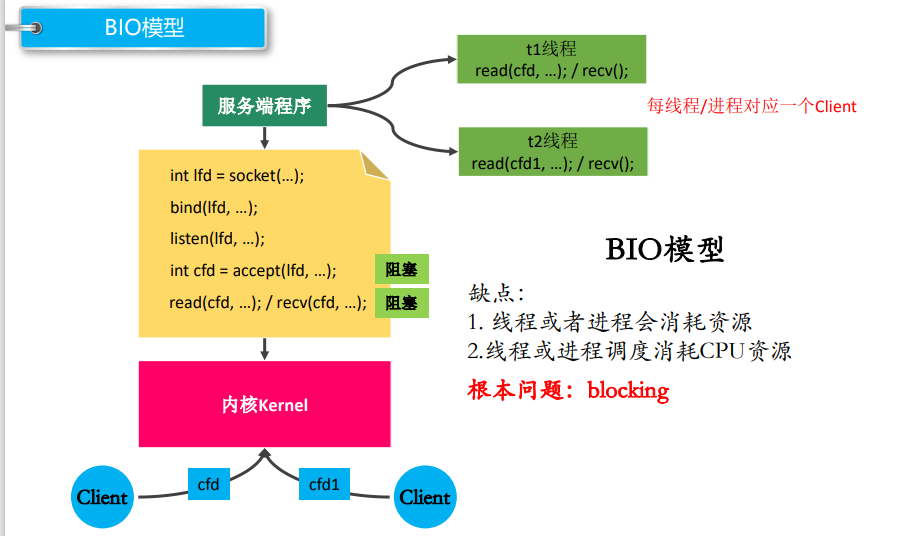 BIO模型
t1线程
read(cfd, …); / recv();
服务端程序
每线程/进程对应一个Client
t2线程
read(cfd1, …); / recv();
int lfd = socket(…);
bind(lfd, …);
listen(lfd, …);
int cfd = accept(lfd, …);
阻塞
read(cfd, …); / recv(cfd, …);
阻塞
BIO模型
缺点：
1. 线程或者进程会消耗资源
2.线程或进程调度消耗CPU资源
根本问题：blocking
内核Kernel
cfd
cfd1
Client
Client